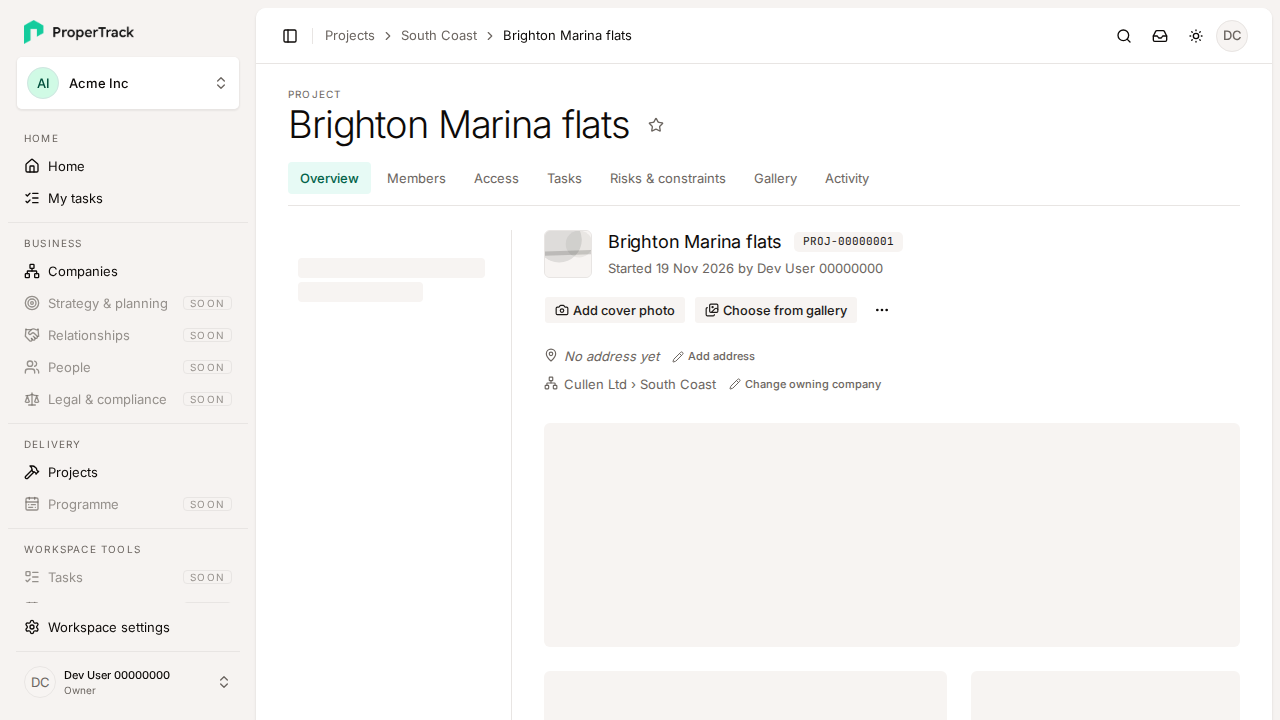 ProperTrack
AI Acme Inc
HOME
Home
My tasks
BUSINESS
Companies
Strategy & planning SOON
Relationships SOON
People SOON
Legal & compliance SOON
DELIVERY
Projects
Programme SOON
WORKSPACE TOOLS
Tasks SOON
Workspace settings
DC Dev User 00000000
Owner
Projects South Coast Brighton Marina flats
DC
PROJECT
Brighton Marina flats
Overview Members Access Tasks Risks & constraints Gallery Activity
Brighton Marina flats PROJ-00000001
Started 19 Nov 2026 by Dev User 00000000
Add cover photo Choose from gallery
No address yet Add address
Cullen Ltd › South Coast Change owning company